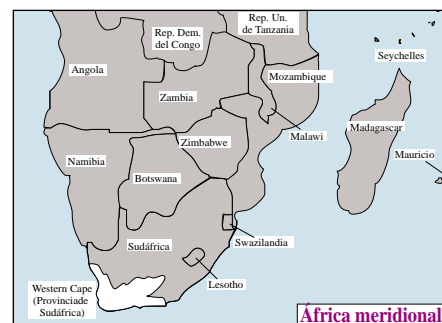 Rep. Dem.
del Congo
Rep. Un.
de Tanzania
Seychelles
Angola
Mozambique
Zambia
Malawi
Madagascar
Zimbabwe
Namibia
Mauricio
Botswana
Sudáfrica
Swazilandia
Lesotho
Western Cape
(Provinciade
Sudáfrica)
África meridional